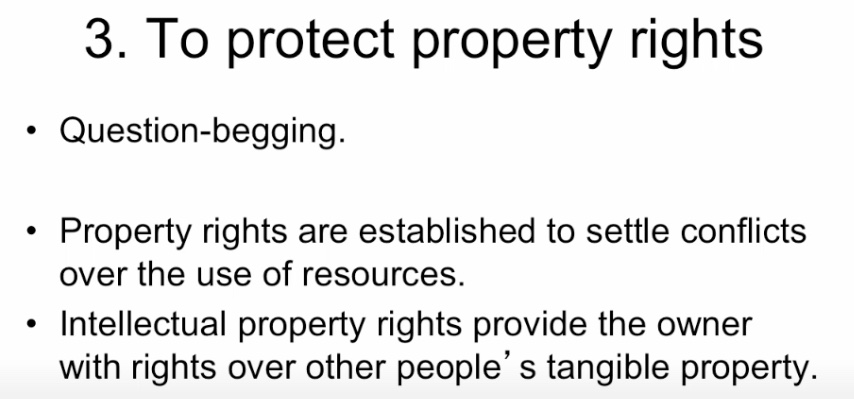 3. To protect property rights
• Question-begging.
• Property rights are established to settle conflicts
over the use of resources.
• Intellectual property rights provide the owner
with rights over other people’s tangible property.